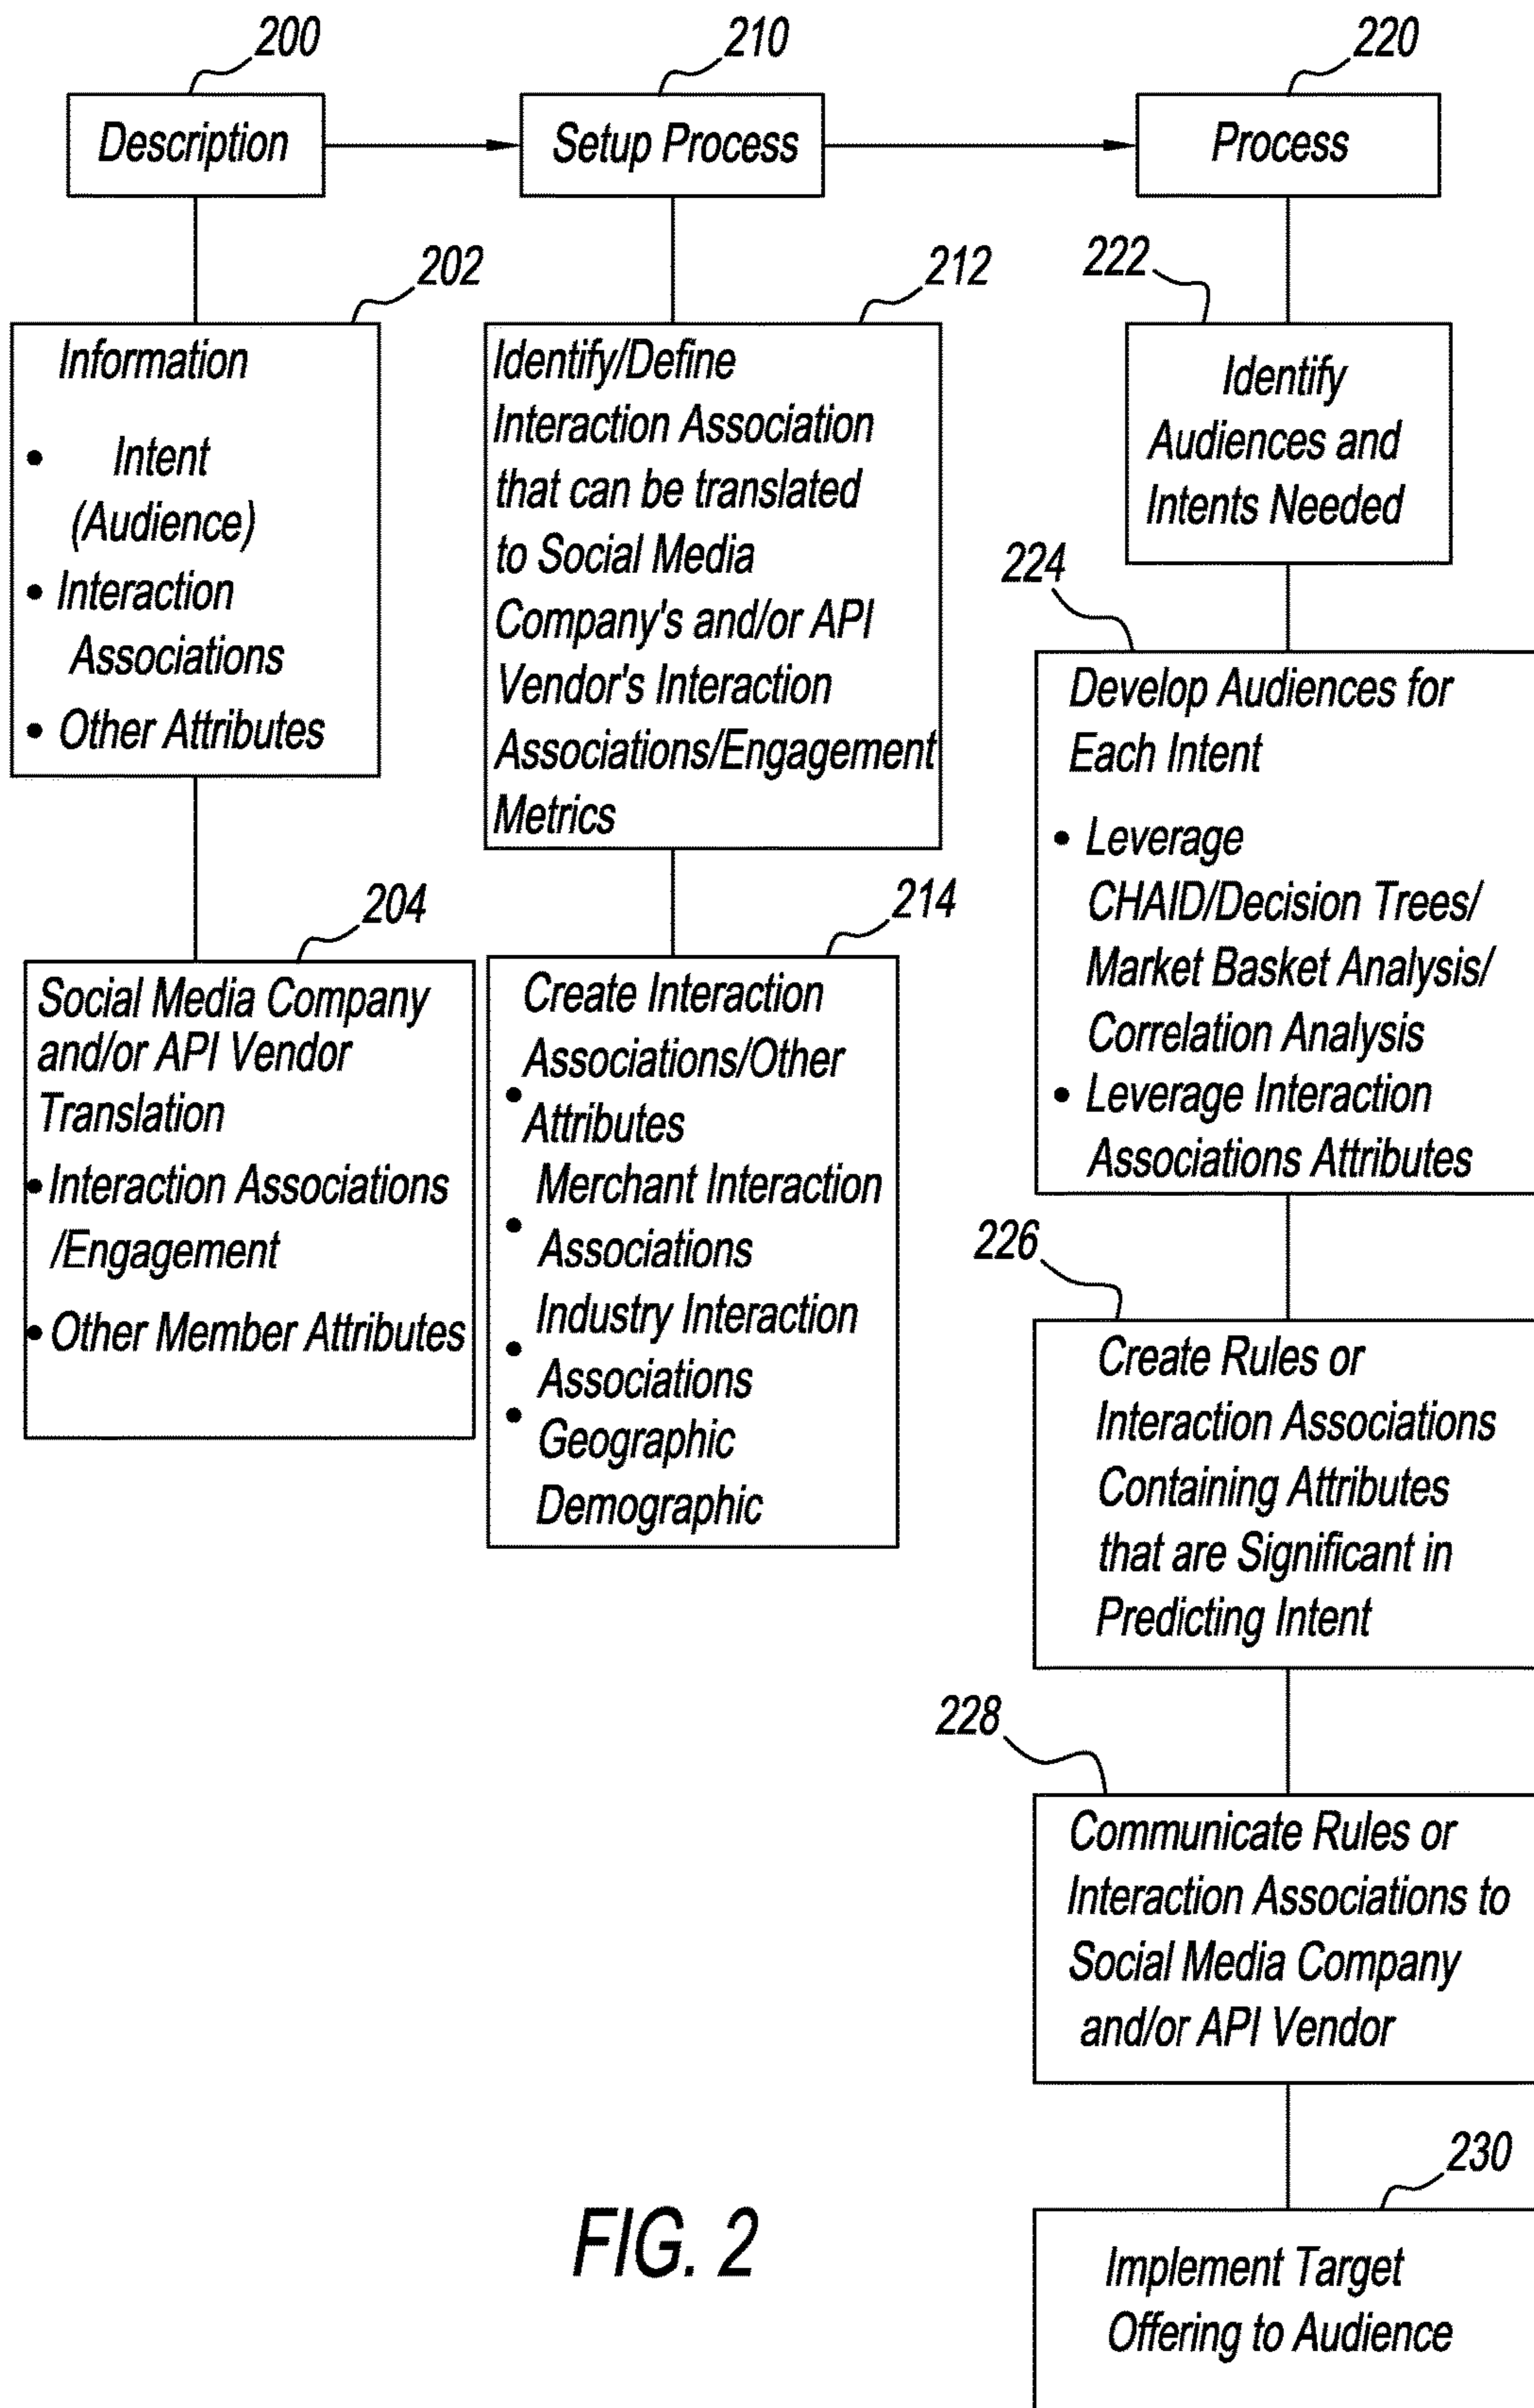 200
210
220
Description
Setup Process
Process
202
Information
• Intent
(Audience)
• Interaction
Associations
• Other Attributes
204
Social Media Company
and/or API Vendor
Translation
• Interaction Associations
/Engagement
• Other Member Attributes
212
Identify/Define
Interaction Association
that can be translated
to Social Media
Company's and/or API
Vendor's Interaction
Associations/Engagement
Metrics
214
Create Interaction
Associations/Other
• Attributes
Merchant Interaction
• Associations
Industry Interaction
• Associations
• Geographic
Demographic
222
Identify
Audiences and
Intents Needed
224
Develop Audiences for
Each Intent
• Leverage
CHAID/Decision Trees/
Market Basket Analysis/
Correlation Analysis
• Leverage Interaction
Associations Attributes
226
Create Rules or
Interaction Associations
Containing Attributes
that are Significant in
Predicting Intent
228
Communicate Rules or
Interaction Associations to
Social Media Company
and/or API Vendor
230
Implement Target
Offering to Audience
FIG. 2